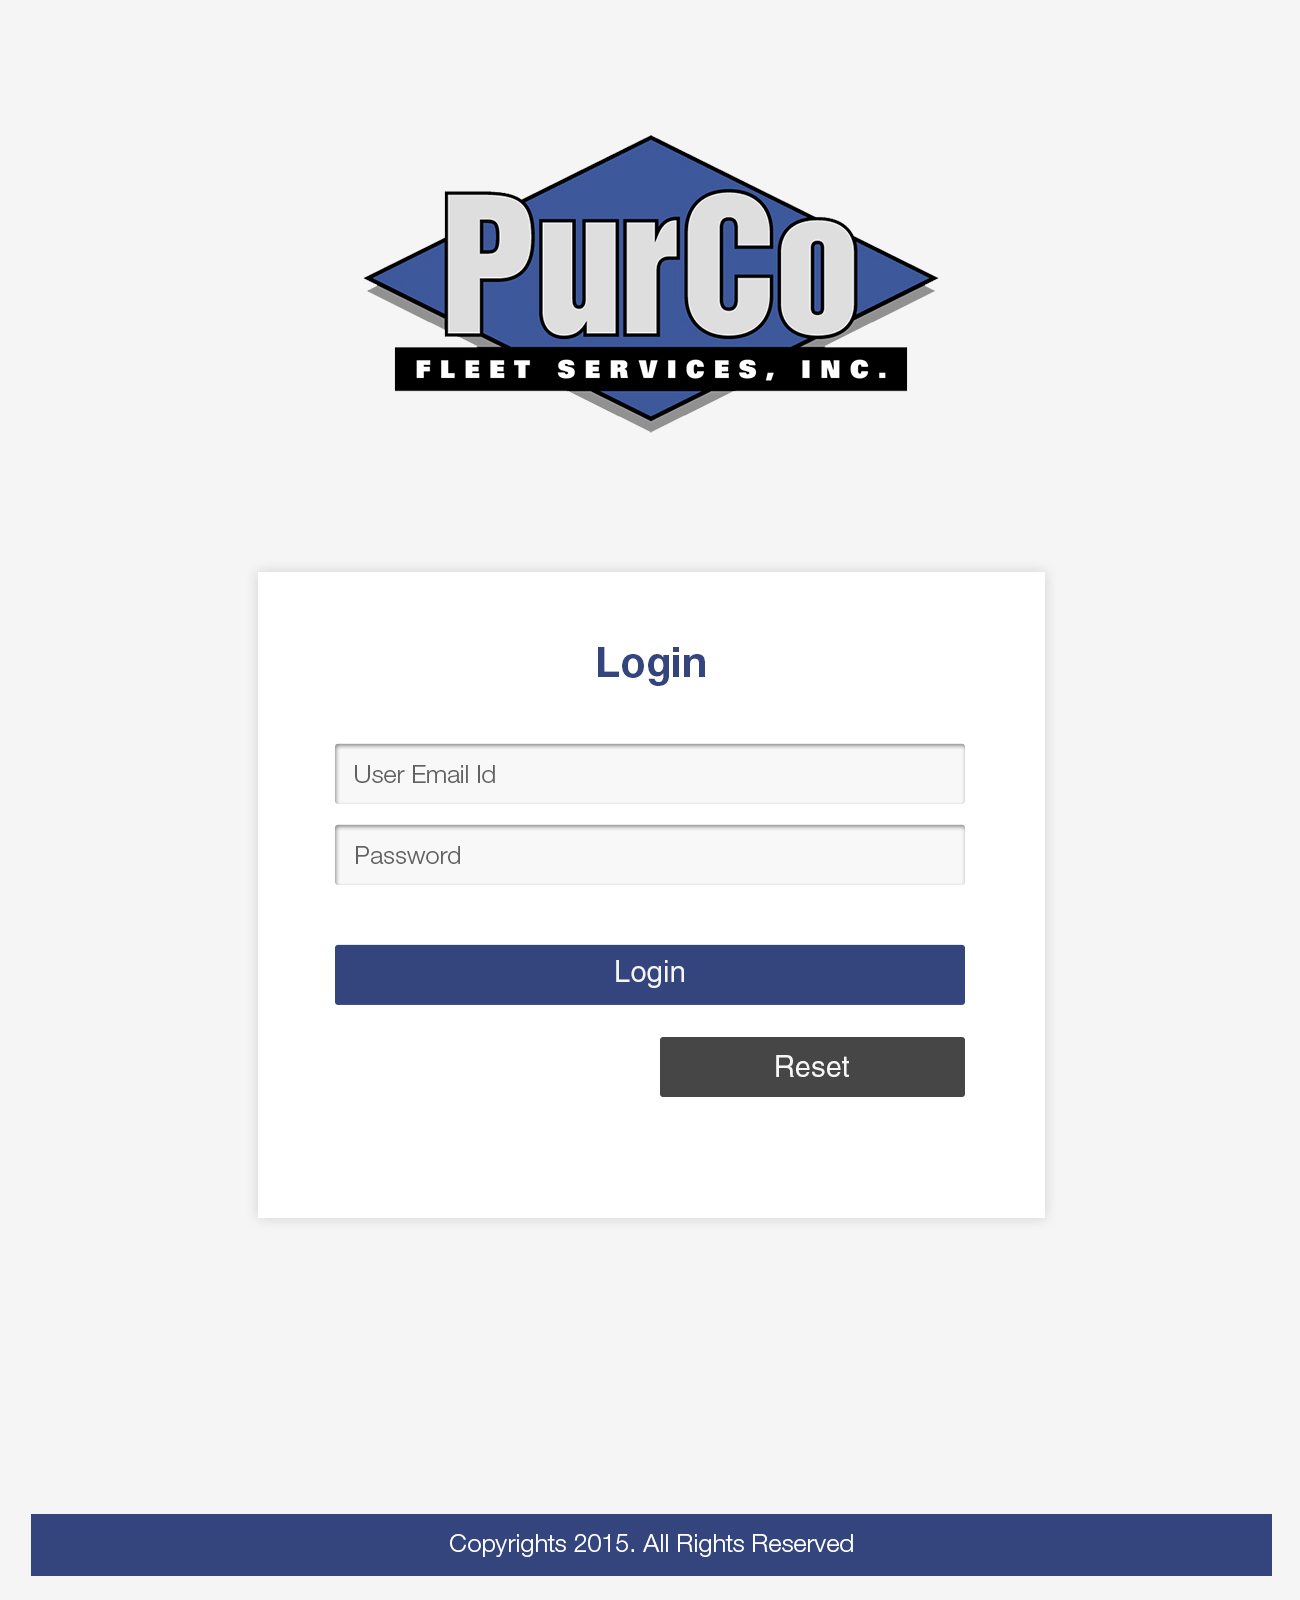 PurCo
FLEET SERVICES, INC.
Login
User Email Id
Password
Login
Reset
Copyrights 2015. All Rights Reserved